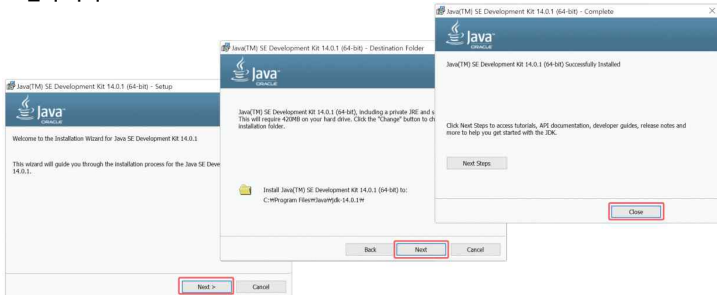 Java(TM) SE Development Kit 14.0.1 (64-bit) - Setup
Java
ORACLE
Welcome to the Installation Wizard for Java SE Development Kit 14.0.1
This wizard will guide you through the installation process for the Java SE Deve
14.0.1.
Next >
Cancel
Java(TM) SE Development Kit 14.0.1 (64-bit) - Destination Folder
Java
ORACLE
Java(TM) SE Development Kit 14.0.1 (64-bit), including a private JRE and s
This will require 420MB on your hard drive. Click the "Change" button to ch
installation folder.
Install Java(TM) SE Development Kit 14.0.1 (64-bit) to:
C:₩Program Files₩Java₩jdk-14.0.1₩
Back
Next
Cancel
Java(TM) SE Development Kit 14.0.1 (64-bit) - Complete
Java
ORACLE
Java(TM) SE Development Kit 14.0.1 (64-bit) Successfully Installed
Click Next Steps to access tutorials, API documentation, developer guides, release notes and
more to help you get started with the JDK.
Next Steps
Close